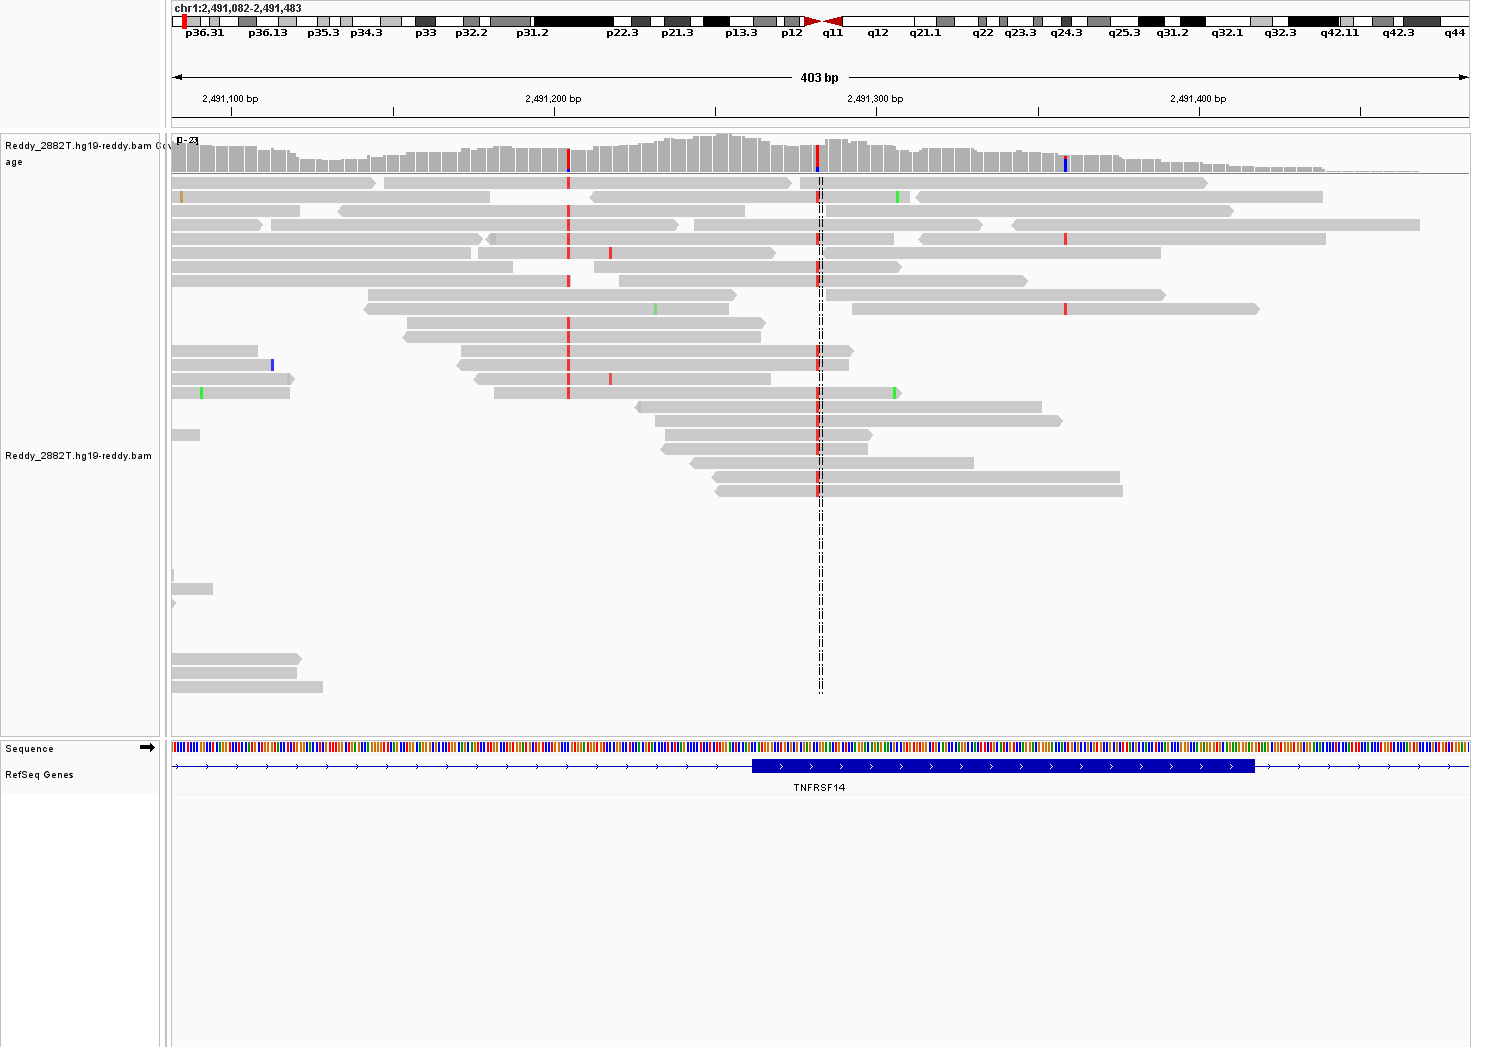 chr1:2,491,082-2,491,483
p36.31 p36.13 p35.3 p34.3 p33 p32.2 p31.2 p22.3 p21.3 p13.3 p12 q11 q12 q21.1 q22 q23.3 q24.3 q25.3 q31.2 q32.1 q32.3 q42.11 q42.3 q44
403 bp
2,491,100 bp 2,491,200 bp 2,491,300 bp 2,491,400 bp
Reddy_2882T.hg19-reddy.bam Cov
age
Reddy_2882T.hg19-reddy.bam
Sequence
RefSeq Genes
TNFRSF14